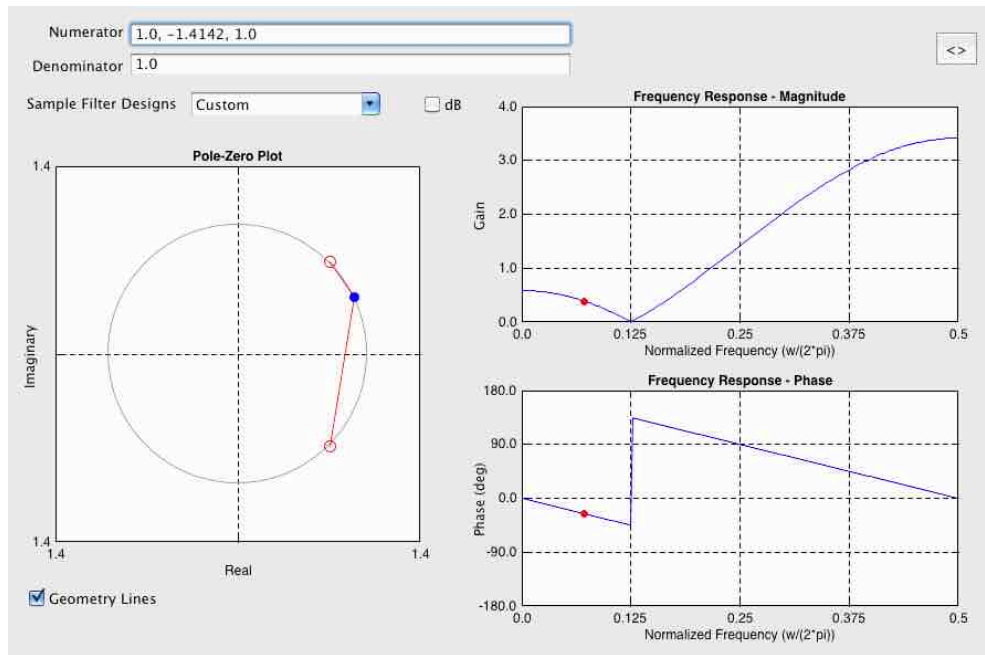 Numerator 1.0, -1.4142, 1.0
Denominator 1.0
<>
Sample Filter Designs Custom
dB
Pole-Zero Plot
1.4
Imaginary
1.4
1.4
1.4
Real
Geometry Lines
Frequency Response - Magnitude
4.0
3.0
2.0
1.0
0.0
Gain
0.0 0.125 0.25 0.375 0.5
Normalized Frequency (w/(2*pi))
Frequency Response - Phase
180.0
90.0
0.0
-90.0
-180.0
Phase (deg)
0.0 0.125 0.25 0.375 0.5
Normalized Frequency (w/(2*pi))